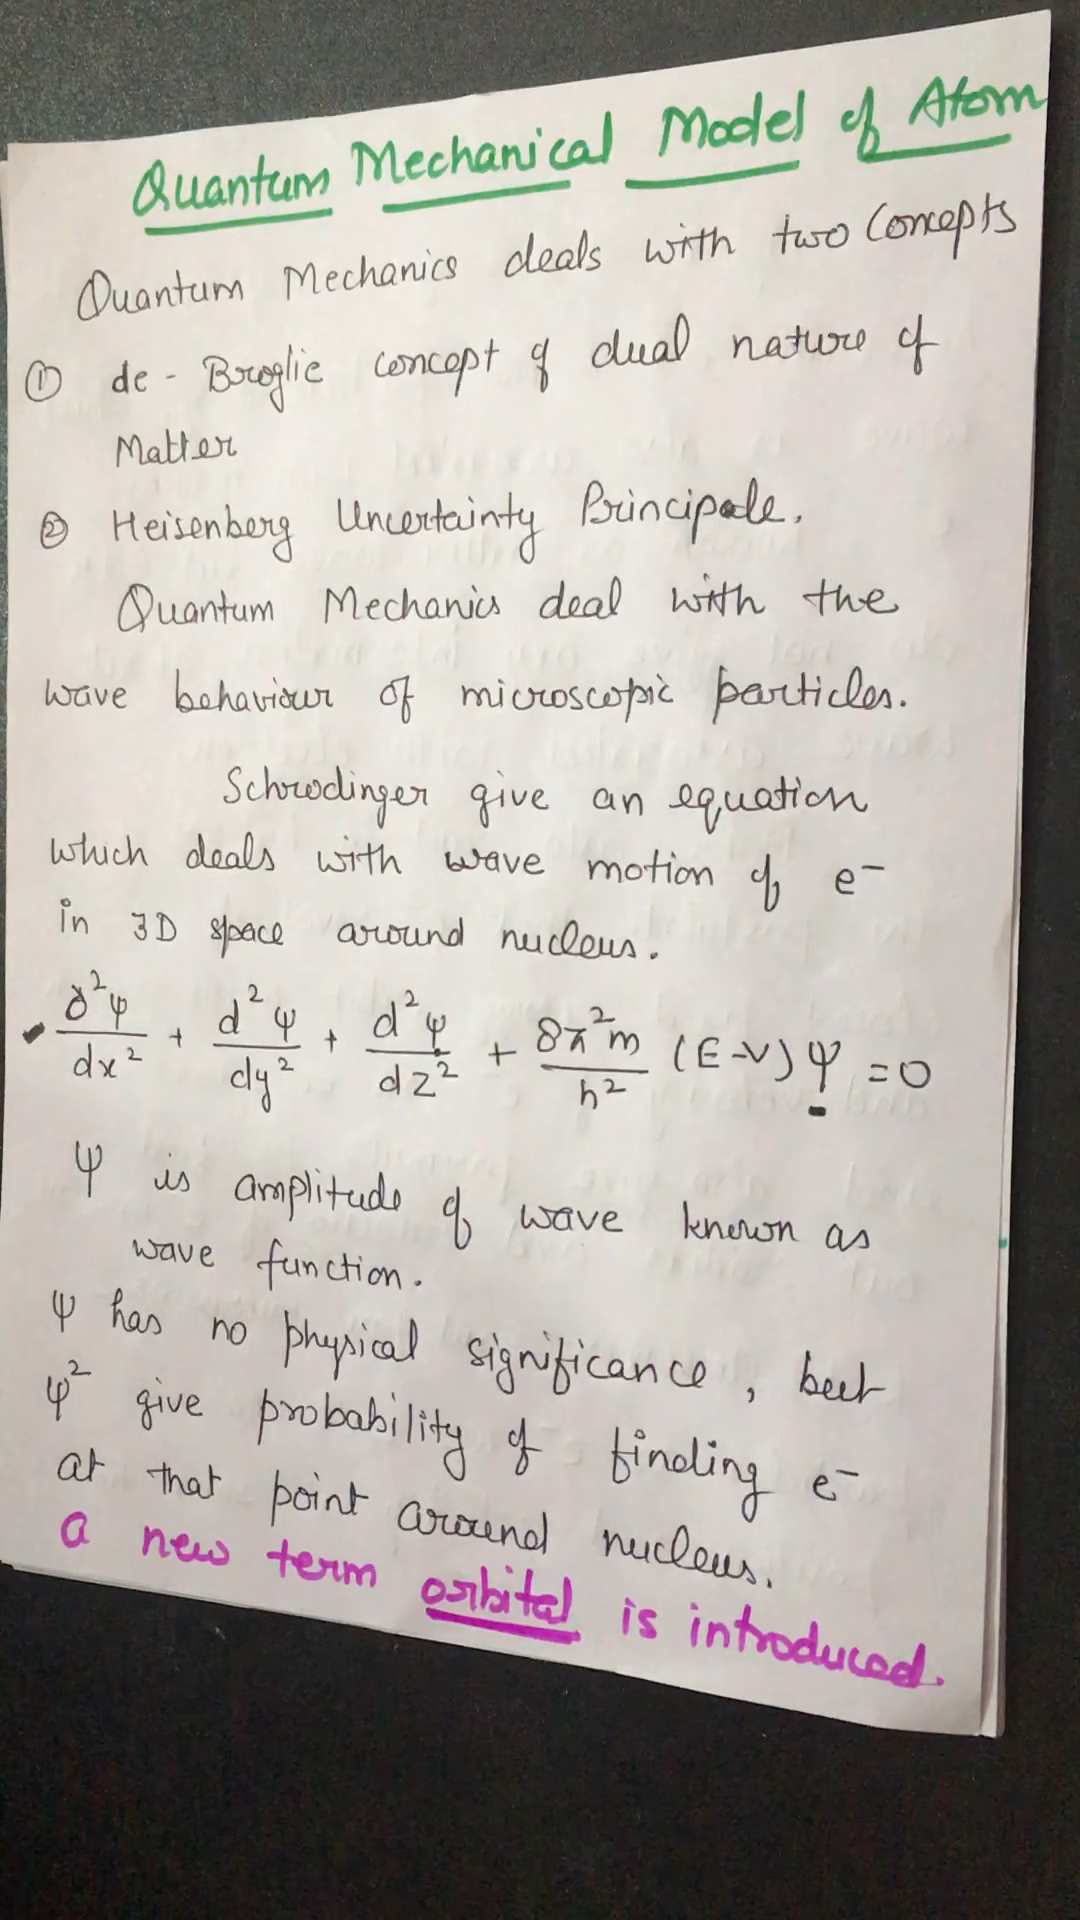 Quantum Mechanical Model of Atom
Quantum Mechanics deals with two Concepts
① de - Broglie concept of dual nature of
Matter
② Heisenberg Uncertainty Principale.
Quantum Mechanics deal with the
wave behaviour of microscopic particles.
Schrodinger give an equation
which deals with wave motion of e⁻
in 3D space around nucleus.
∂²ψ/dx² + d²ψ/dy² + d²ψ/dz² + 8π²m/h² (E-V)ψ = 0
ψ is amplitude of wave known as
wave function.
ψ has no physical significance, but
ψ² give probability of finding e⁻
at that point around nucleus.
a new term orbital is introduced.